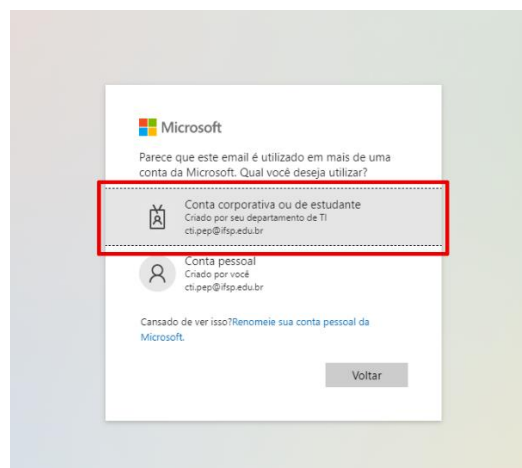 Microsoft
Parece que este email é utilizado em mais de uma
conta da Microsoft. Qual você deseja utilizar?
Conta corporativa ou de estudante
Criado por seu departamento de TI
cti.pep@ifsp.edu.br
Conta pessoal
Criado por você
cti.pep@ifsp.edu.br
Cansado de ver isso?Renomeie sua conta pessoal da
Microsoft.
Voltar